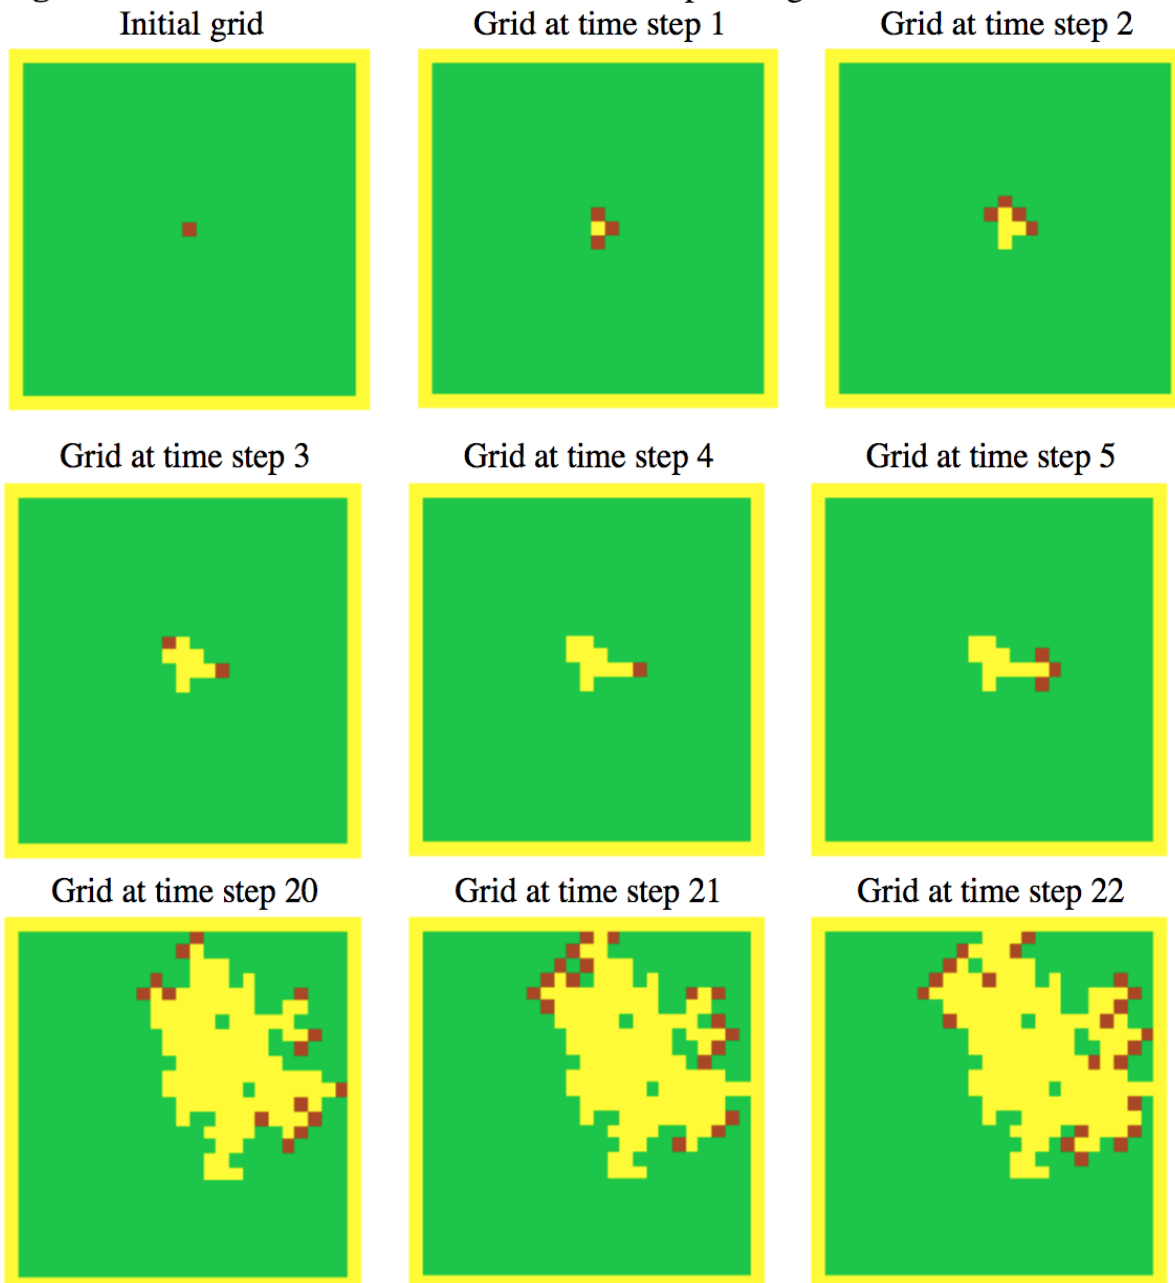 Initial grid
Grid at time step 1
Grid at time step 2
Grid at time step 3
Grid at time step 4
Grid at time step 5
Grid at time step 20
Grid at time step 21
Grid at time step 22